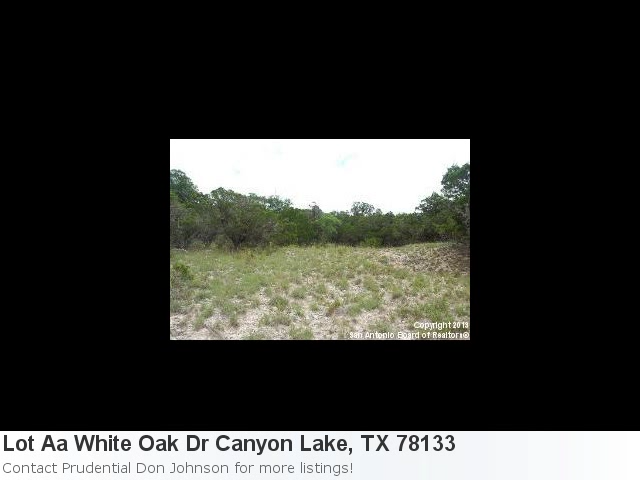 Copyright 2013
San Antonio Board of Realtors®
Lot Aa White Oak Dr Canyon Lake, TX 78133
Contact Prudential Don Johnson for more listings!